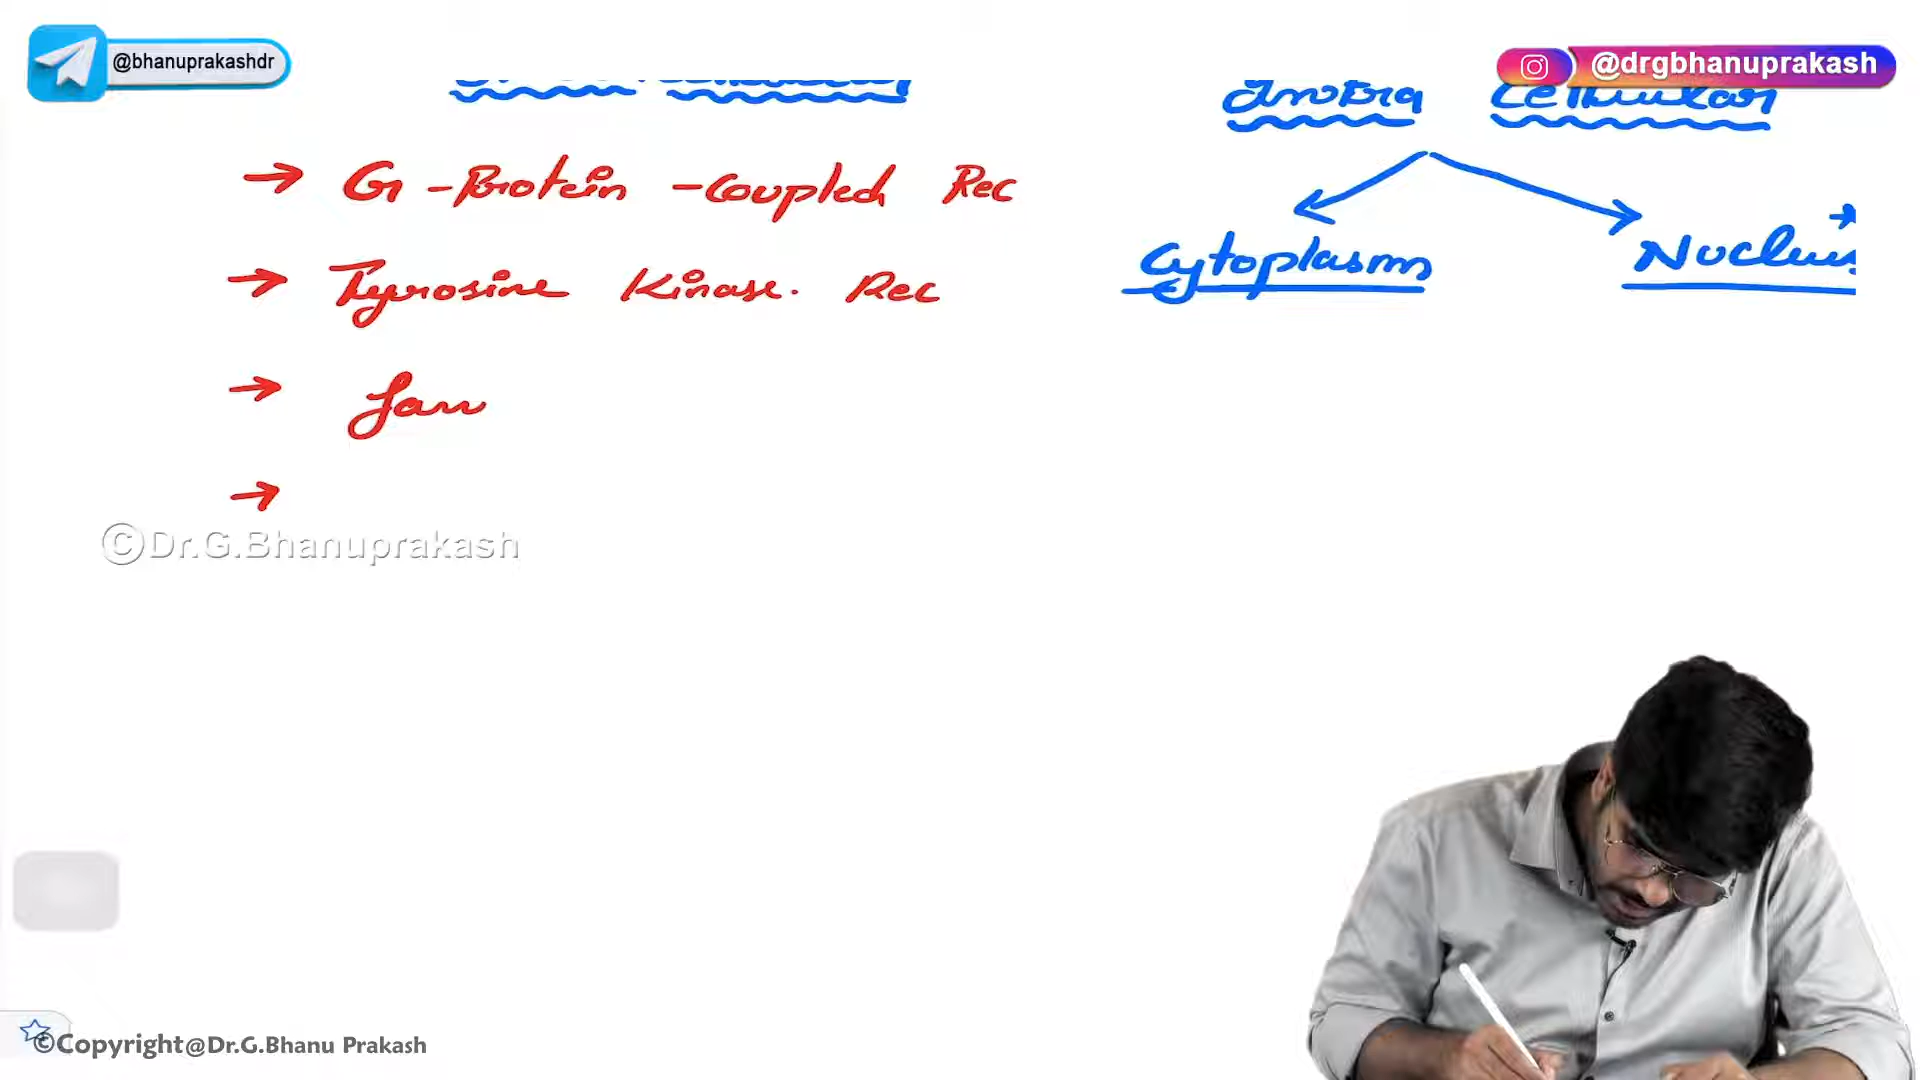 @bhanuprakashdr
@drgbhanuprakash
Intra Cellular
→ G-Protein-coupled Rec
→ Tyrosine Kinase. Rec
→ Jan
→
Cytoplasm
Nucleus
©Dr.G.Bhanuprakash
©Copyright@Dr.G.Bhanu Prakash